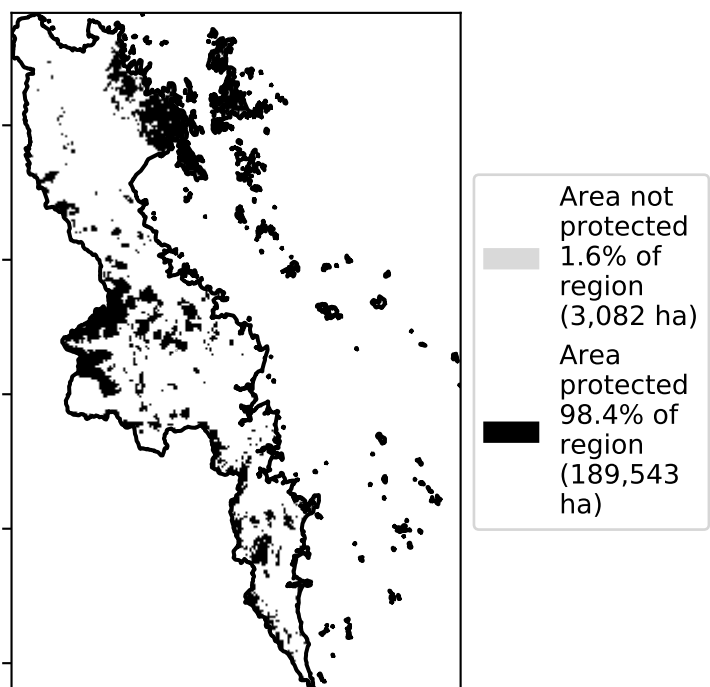 Area not
protected
1.6% of
region
(3,082 ha)
Area
protected
98.4% of
region
(189,543
ha)